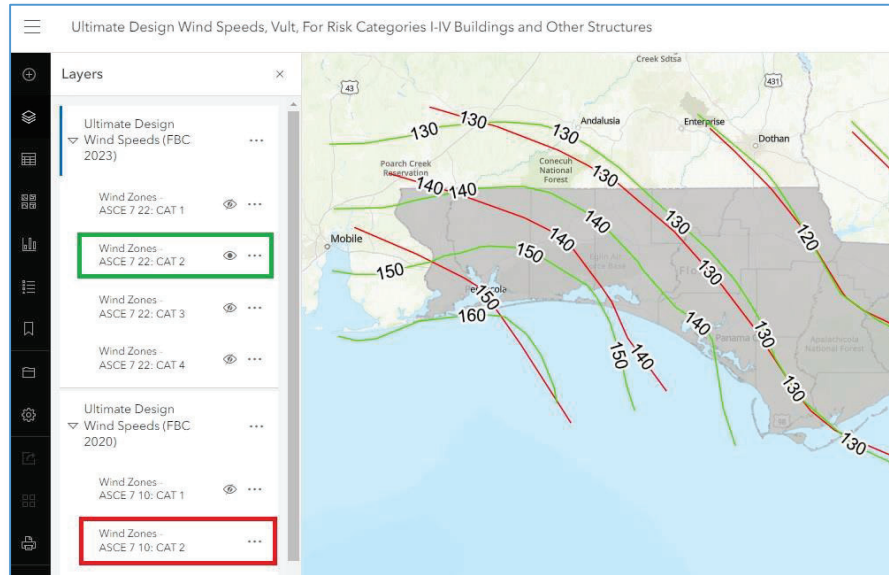 Ultimate Design Wind Speeds, Vult, For Risk Categories I-IV Buildings and Other Structures
Layers
Ultimate Design
Wind Speeds (FBC
2023)
Wind Zones -
ASCE 7 22: CAT 1
Wind Zones -
ASCE 7 22: CAT 2
Wind Zones -
ASCE 7 22: CAT 3
Wind Zones -
ASCE 7 22: CAT 4
Ultimate Design
Wind Speeds (FBC
2020)
Wind Zones -
ASCE 7 10: CAT 1
Wind Zones -
ASCE 7 10: CAT 2
Creek Sdtsa
43
431
130
130
130
Andalusia
Enterprise
Dothan
Poarch Creek
Reservation
Conecuh
National
Forest
130
140
140
140
130
120
Mobile
150
150
140
130
150
160
140
130
150
140
Apalachicola
National Forest
98
130
130